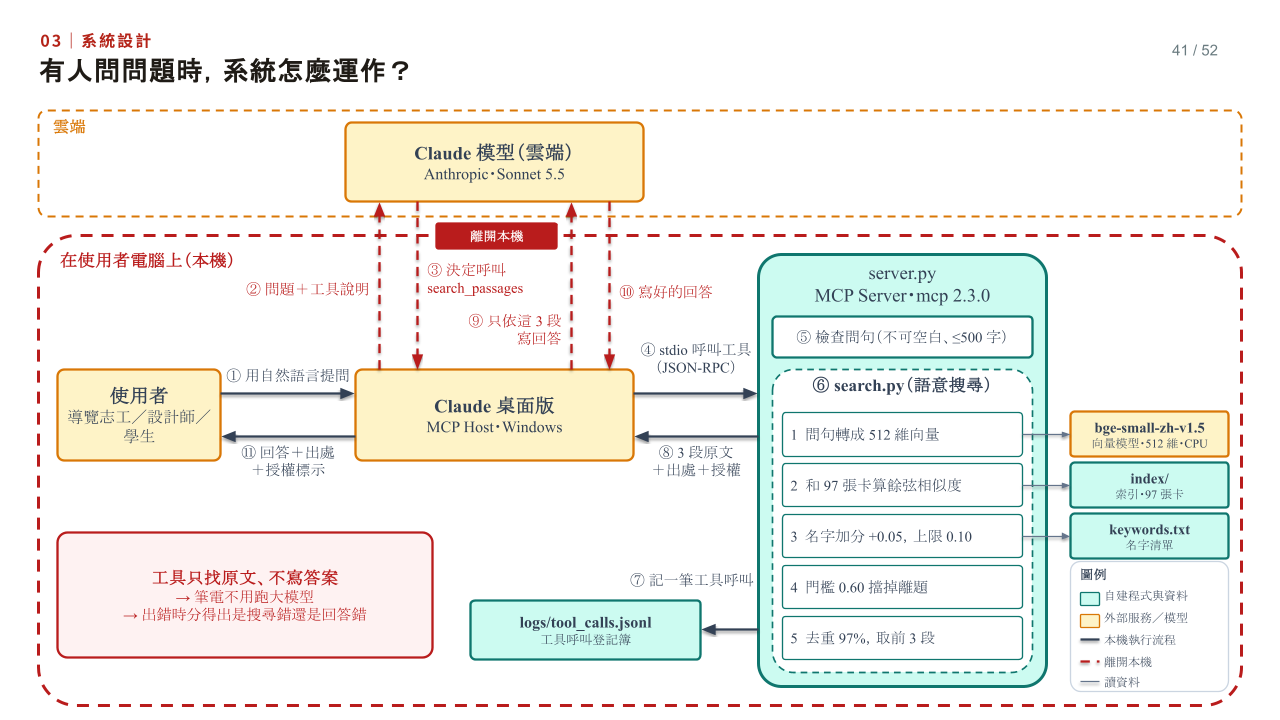 03｜系統設計
有人問問題時，系統怎麼運作？
41 / 52
雲端
Claude 模型（雲端）
Anthropic・Sonnet 5.5
離開本機
在使用者電腦上（本機）
② 問題＋工具說明
③ 決定呼叫
search_passages
⑨ 只依這 3 段
寫回答
⑩ 寫好的回答
④ stdio 呼叫工具
（JSON-RPC）
① 用自然語言提問
使用者
導覽志工／設計師／
學生
Claude 桌面版
MCP Host・Windows
⑪ 回答＋出處
＋授權標示
⑧ 3 段原文
＋出處＋授權
server.py
MCP Server・mcp 2.3.0
⑤ 檢查問句（不可空白、≤500 字）
⑥ search.py（語意搜尋）
1 問句轉成 512 維向量
2 和 97 張卡算餘弦相似度
3 名字加分 +0.05，上限 0.10
4 門檻 0.60 擋掉離題
5 去重 97%，取前 3 段
bge-small-zh-v1.5
向量模型・512 維・CPU
index/
索引・97 張卡
keywords.txt
名字清單
工具只找原文、不寫答案
→ 筆電不用跑大模型
→ 出錯時分得出是搜尋錯還是回答錯
⑦ 記一筆工具呼叫
logs/tool_calls.jsonl
工具呼叫登記簿
圖例
自建程式與資料
外部服務／模型
本機執行流程
離開本機
讀資料